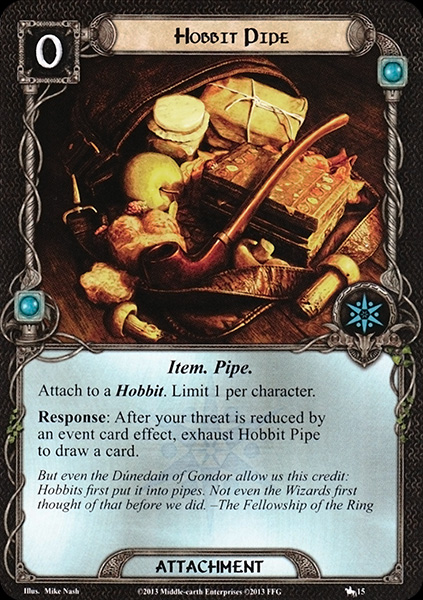 0
HOBBIT PIPE
Item. Pipe.
Attach to a Hobbit. Limit 1 per character.
Response: After your threat is reduced by
an event card effect, exhaust Hobbit Pipe
to draw a card.
But even the Dúnedain of Gondor allow us this credit:
Hobbits first put it into pipes. Not even the Wizards first
thought of that before we did. –The Fellowship of the Ring
ATTACHMENT
Illus. Mike Nash
©2013 Middle-earth Enterprises ©2013 FFG
15